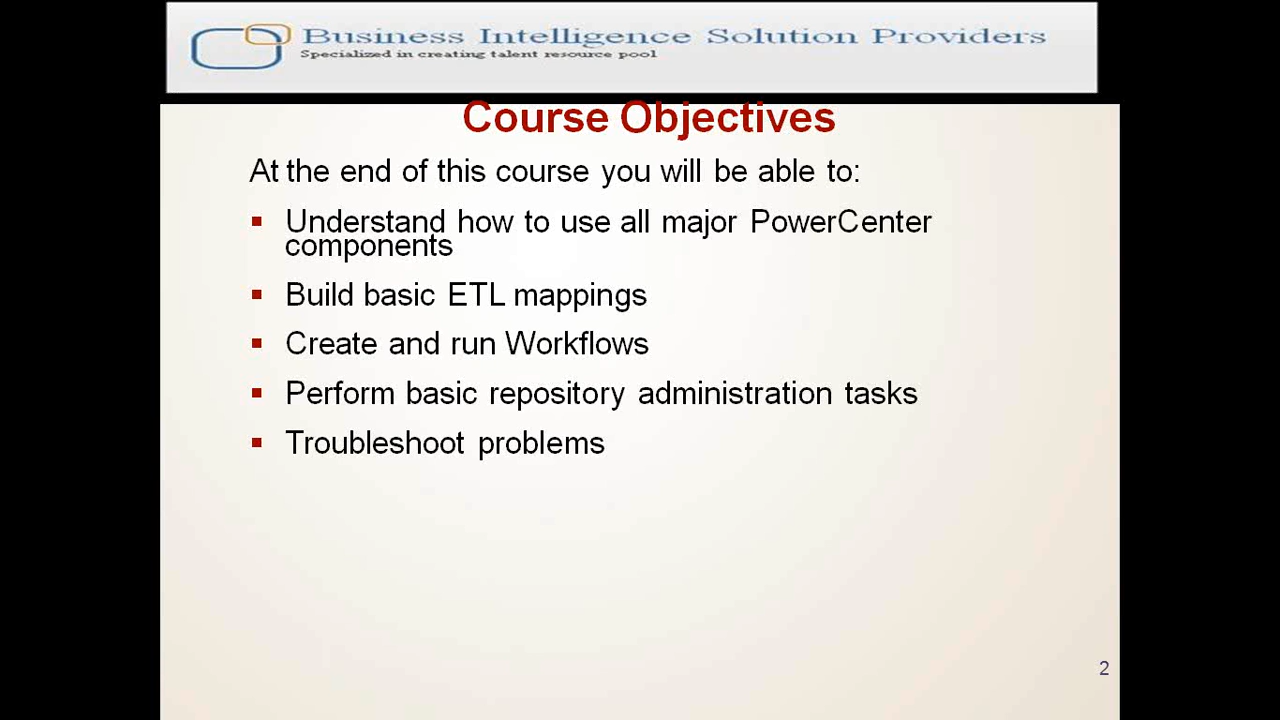 Business Intelligence Solution Providers
Specialized in creating talent resource pool
Course Objectives
At the end of this course you will be able to:
▪ Understand how to use all major PowerCenter
components
▪ Build basic ETL mappings
▪ Create and run Workflows
▪ Perform basic repository administration tasks
▪ Troubleshoot problems
2